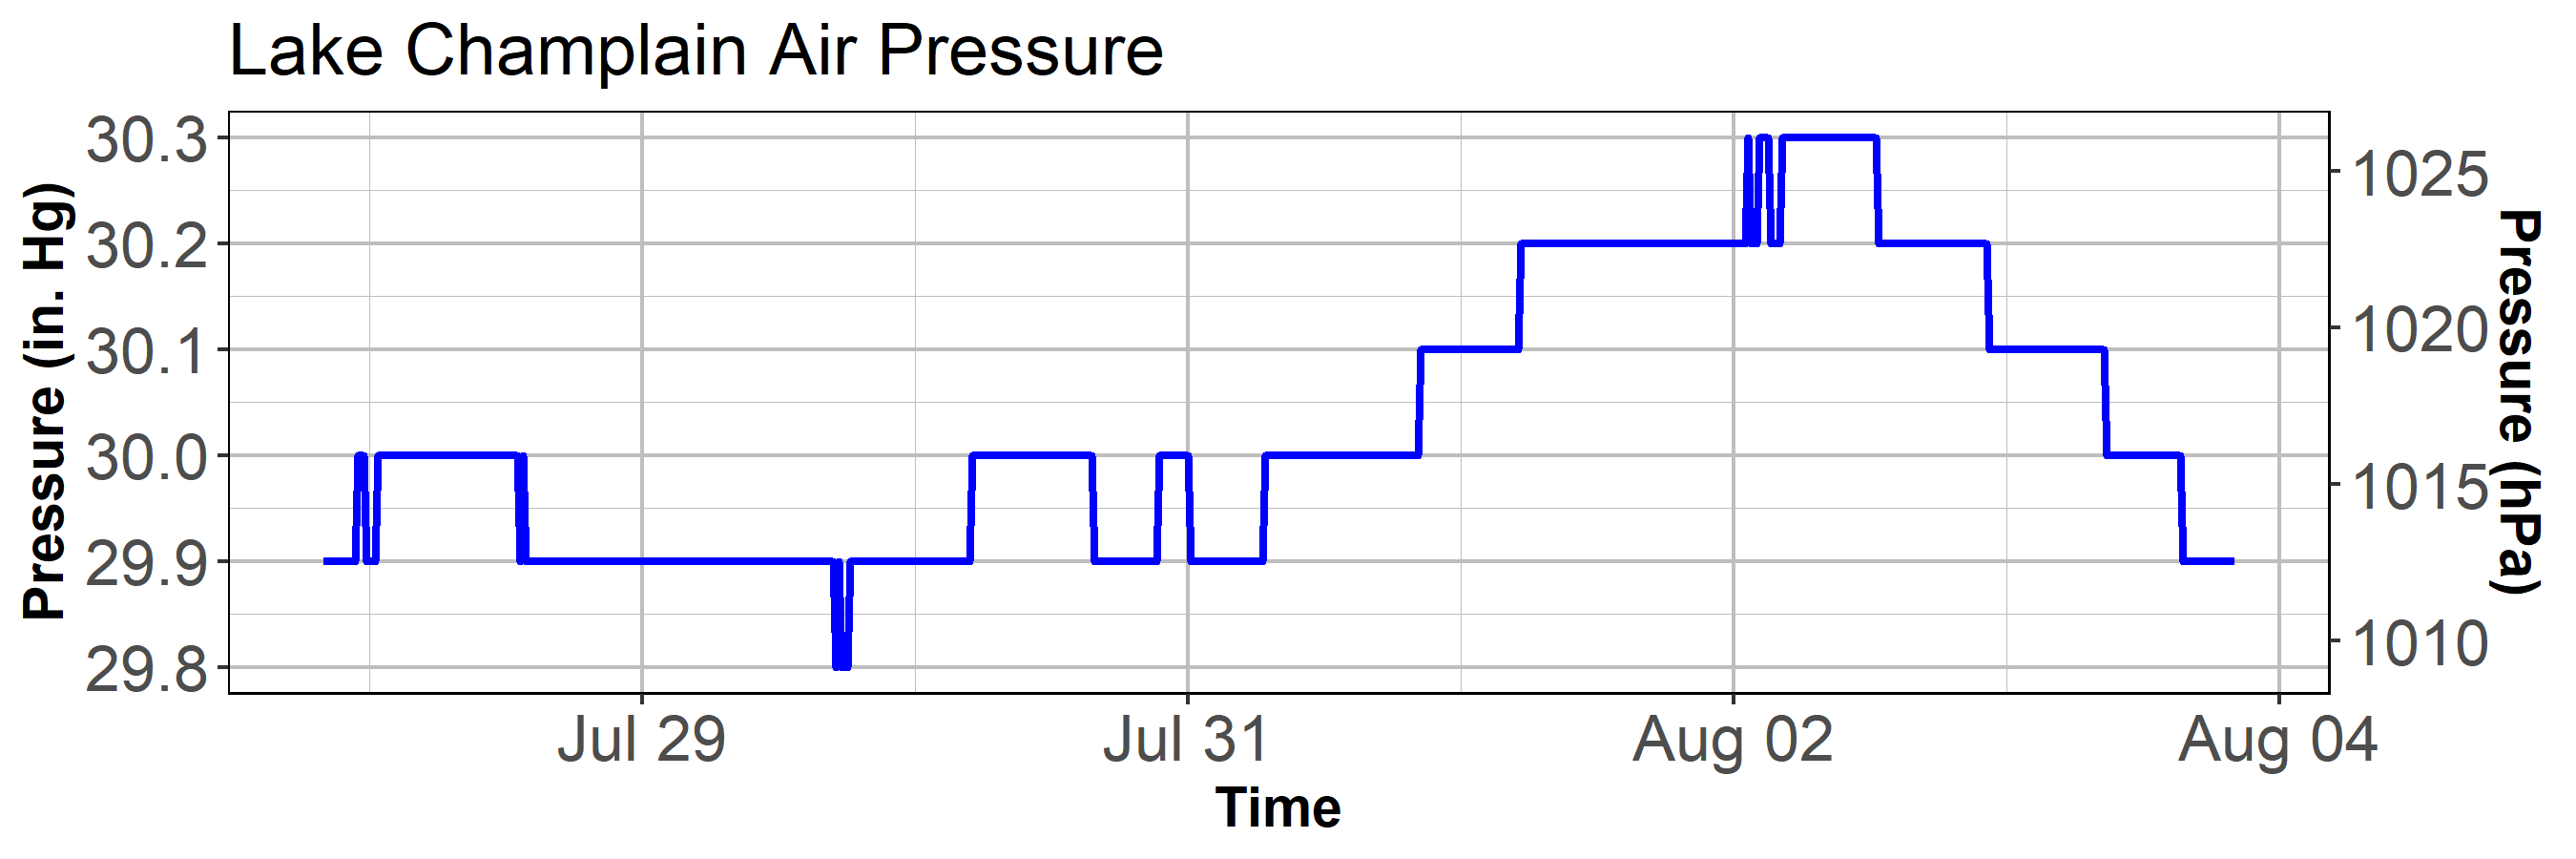 Lake Champlain Air Pressure
Pressure (in. Hg)
30.3
30.2
30.1
30.0
29.9
29.8
1025
1020
1015
1010
Pressure (hPa)
Jul 29
Jul 31
Aug 02
Aug 04
Time